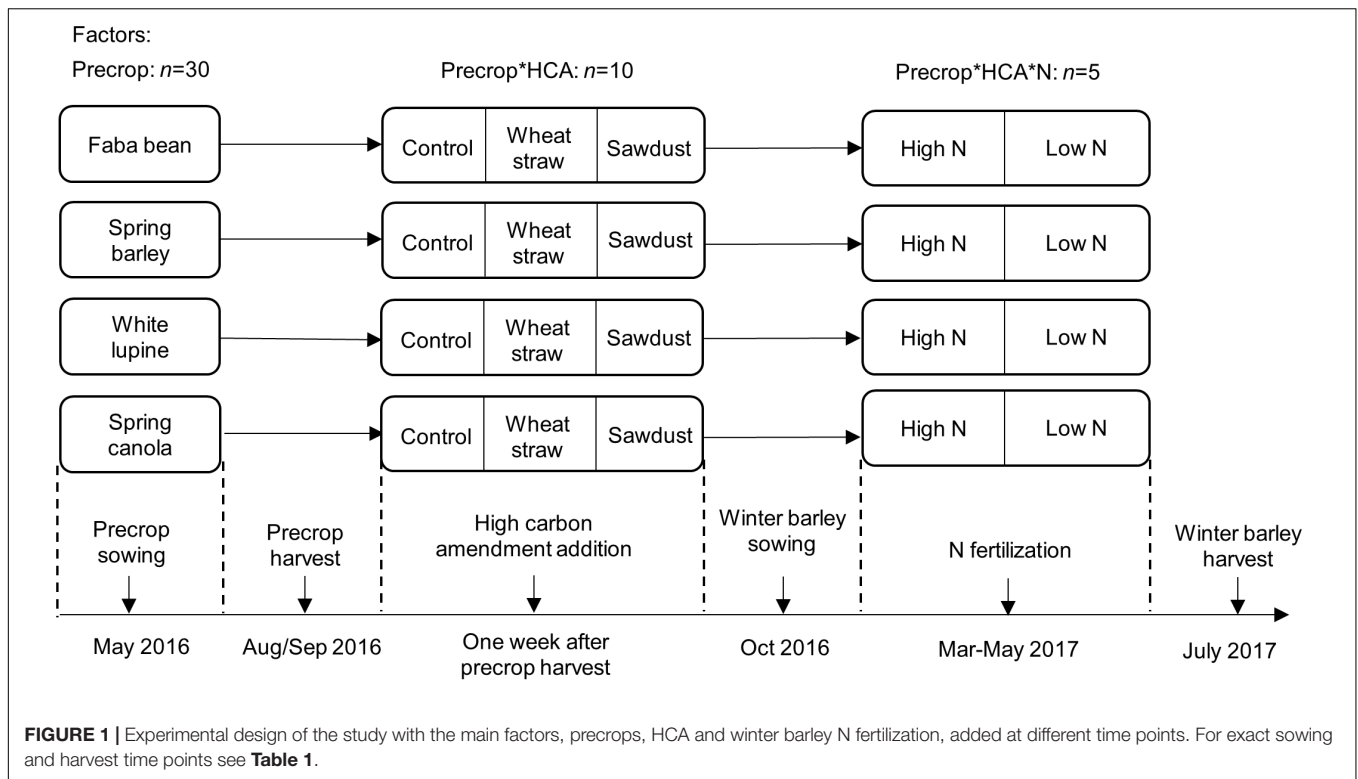 Factors:
Precrop: n=30
Precrop*HCA: n=10
Precrop*HCA*N: n=5
Faba bean
Control
Wheat
straw
Sawdust
High N
Low N
Spring
barley
Control
Wheat
straw
Sawdust
High N
Low N
White
lupine
Control
Wheat
straw
Sawdust
High N
Low N
Spring
canola
Control
Wheat
straw
Sawdust
High N
Low N
Precrop
sowing
Precrop
harvest
High carbon
amendment addition
Winter barley
sowing
N fertilization
Winter barley
harvest
May 2016
Aug/Sep 2016
One week after
precrop harvest
Oct 2016
Mar-May 2017
July 2017
FIGURE 1 | Experimental design of the study with the main factors, precrops, HCA and winter barley N fertilization, added at different time points. For exact sowing
and harvest time points see Table 1.